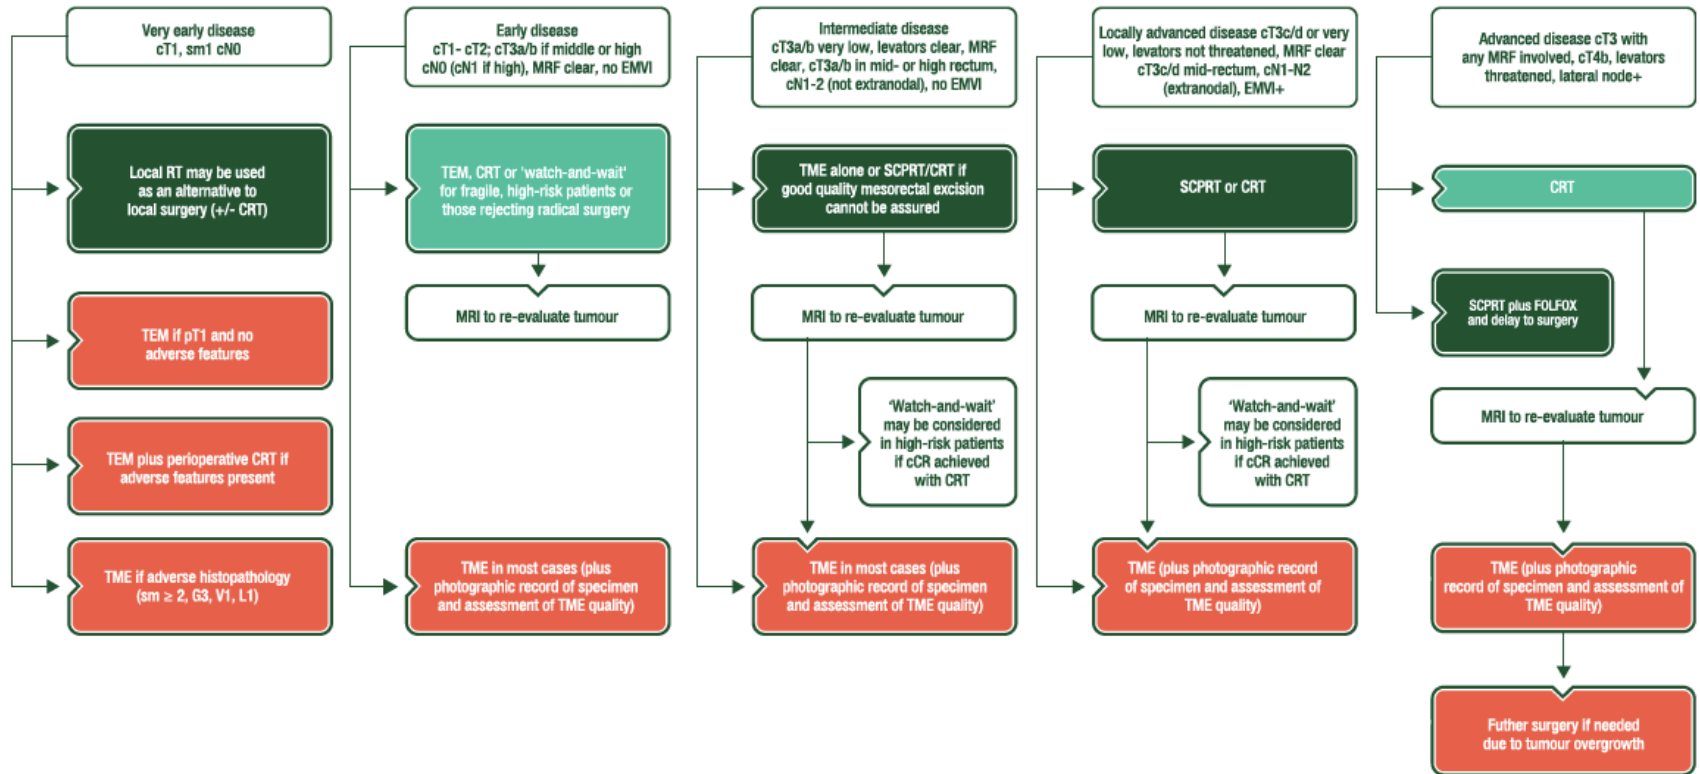 Very early disease
cT1, sm1 cN0
Local RT may be used
as an alternative to
local surgery (+/- CRT)
TEM if pT1 and no
adverse features
TEM plus perioperative CRT if
adverse features present
TME if adverse histopathology
(sm ≥ 2, G3, V1, L1)
Early disease
cT1- cT2; cT3a/b if middle or high
cN0 (cN1 if high), MRF clear, no EMVI
TEM, CRT or 'watch-and-wait'
for fragile, high-risk patients or
those rejecting radical surgery
MRI to re-evaluate tumour
TME in most cases (plus
photographic record of specimen
and assessment of TME quality)
Intermediate disease
cT3a/b very low, levators clear, MRF
clear, cT3a/b in mid- or high rectum,
cN1-2 (not extranodal), no EMVI
TME alone or SCPRT/CRT if
good quality mesorectal excision
cannot be assured
MRI to re-evaluate tumour
'Watch-and-wait'
may be considered
in high-risk patients
if cCR achieved
with CRT
TME in most cases (plus
photographic record of specimen
and assessment of TME quality)
Locally advanced disease cT3c/d or very
low, levators not threatened, MRF clear
cT3c/d mid-rectum, cN1-N2
(extranodal), EMVI+
SCPRT or CRT
MRI to re-evaluate tumour
'Watch-and-wait'
may be considered
in high-risk patients
if cCR achieved
with CRT
TME (plus photographic record
of specimen and assessment of
TME quality)
Advanced disease cT3 with
any MRF involved, cT4b, levators
threatened, lateral node+
CRT
SCPRT plus FOLFOX
and delay to surgery
MRI to re-evaluate tumour
TME (plus photographic
record of specimen and assessment of
TME quality)
Futher surgery if needed
due to tumour overgrowth